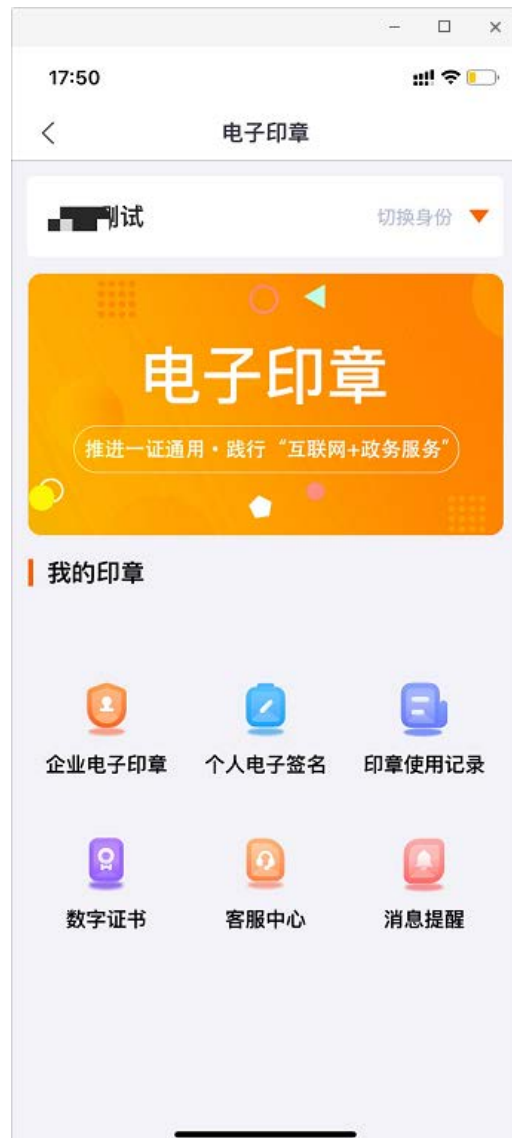 17:50
电子印章
试
切换身份
电子印章
推进一证通用·践行“互联网+政务服务”
我的印章
企业电子印章
个人电子签名
印章使用记录
数字证书
客服中心
消息提醒